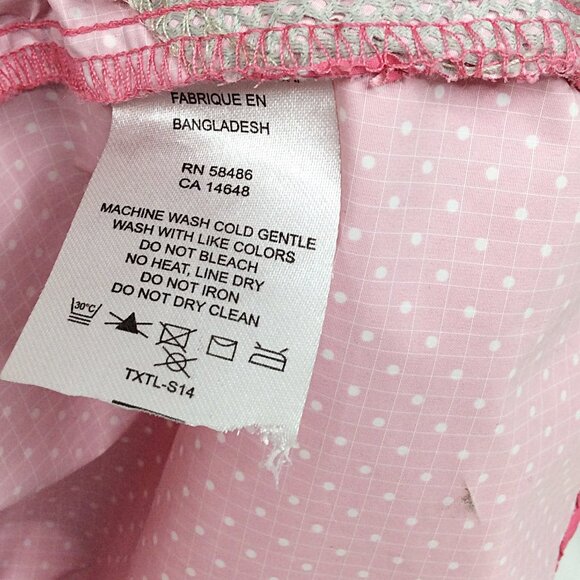 FABRIQUE EN
BANGLADESH
RN 58486
CA 14648
MACHINE WASH COLD GENTLE
WASH WITH LIKE COLORS
DO NOT BLEACH
NO HEAT, LINE DRY
DO NOT IRON
DO NOT DRY CLEAN
30°C
TXTL-S14